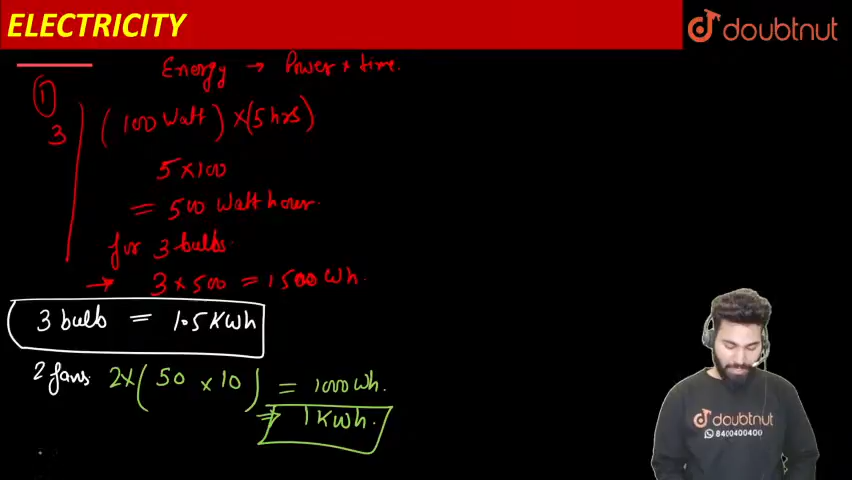 ELECTRICITY
doubtnut
Energy → Power × time.
①
3 (100 Watt) × (5 hrs)
5×100
= 500 Watt hour.
for 3 bulbs.
→ 3 × 500 = 1500 Wh.
3 bulb = 1.5 KWh
2 fans 2×(50 × 10) = 1000 Wh.
⇒ 1 KWh.
doubtnut
8400400400